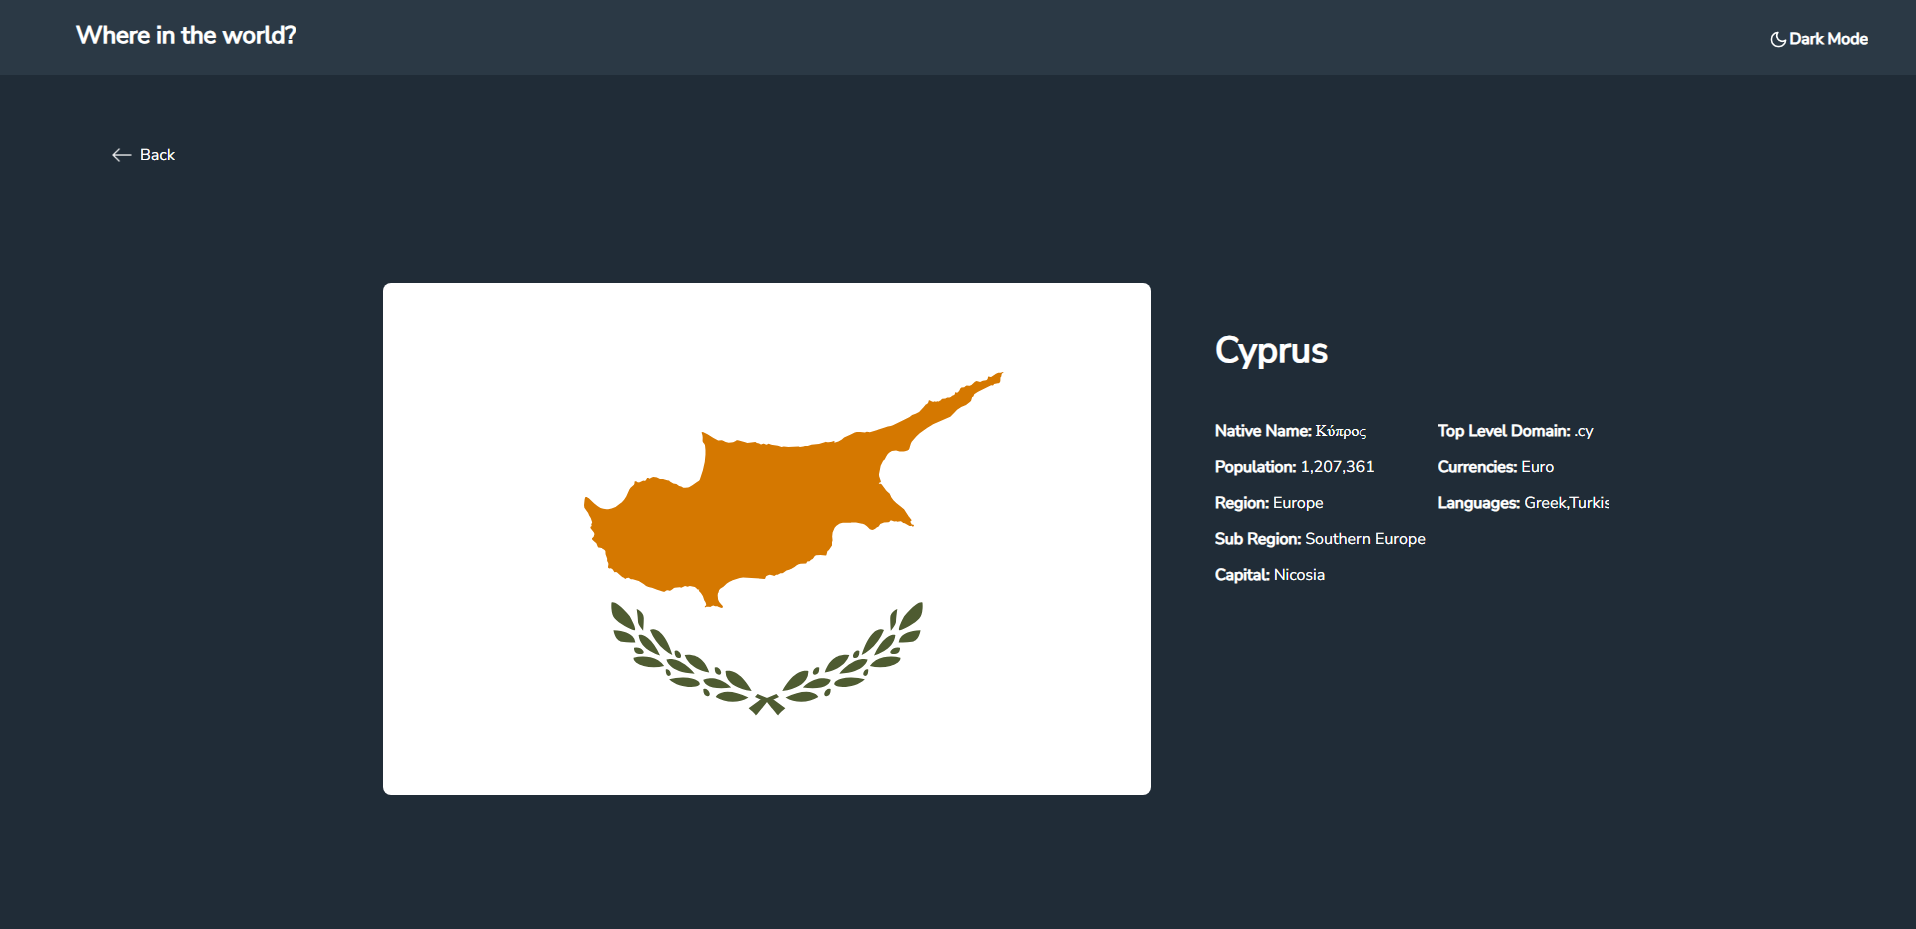 Where in the world?
Dark Mode
Back
Cyprus
Native Name: Κύπρος
Population: 1,207,361
Region: Europe
Sub Region: Southern Europe
Capital: Nicosia
Top Level Domain: .cy
Currencies: Euro
Languages: Greek,Turkis